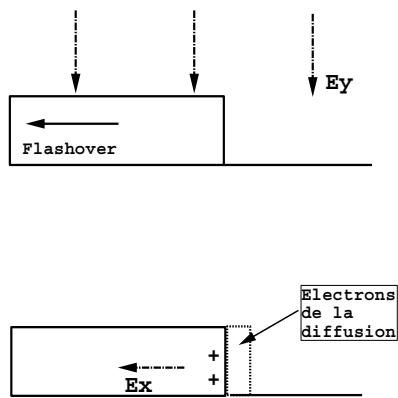 Ey
Flashover
Electrons
de la
diffusion
+
Ex
+